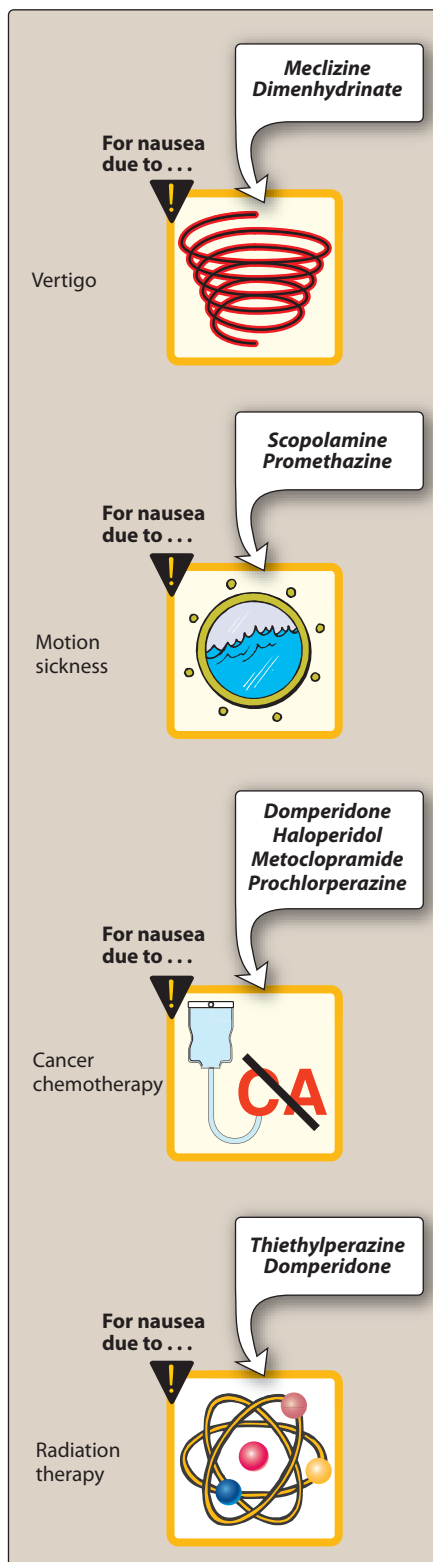 Meclizine
Dimenhydrinate
For nausea
due to . . .
!
Vertigo
Scopolamine
Promethazine
For nausea
due to . . .
!
Motion
sickness
Domperidone
Haloperidol
Metoclopramide
Prochlorperazine
For nausea
due to . . .
!
CA
Cancer
chemotherapy
Thiethylperazine
Domperidone
For nausea
due to . . .
!
Radiation
therapy